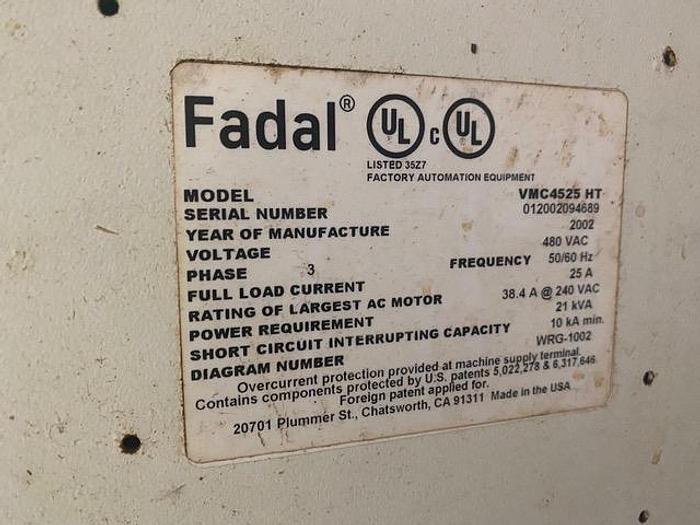 Fadal® UL c UL
LISTED 35Z7
FACTORY AUTOMATION EQUIPMENT
MODEL VMC4525 HT
SERIAL NUMBER 012002094689
YEAR OF MANUFACTURE 2002
VOLTAGE 480 VAC
PHASE 3 FREQUENCY 50/60 Hz
FULL LOAD CURRENT 25 A
RATING OF LARGEST AC MOTOR 38.4 A @ 240 VAC
POWER REQUIREMENT 21 kVA
SHORT CIRCUIT INTERRUPTING CAPACITY 10 kA min.
DIAGRAM NUMBER WRG-1002
Overcurrent protection provided at machine supply terminal.
Contains components protected by U.S. patents 5,022,278 & 6,317,646
Foreign patent applied for.
20701 Plummer St., Chatsworth, CA 91311 Made in the USA